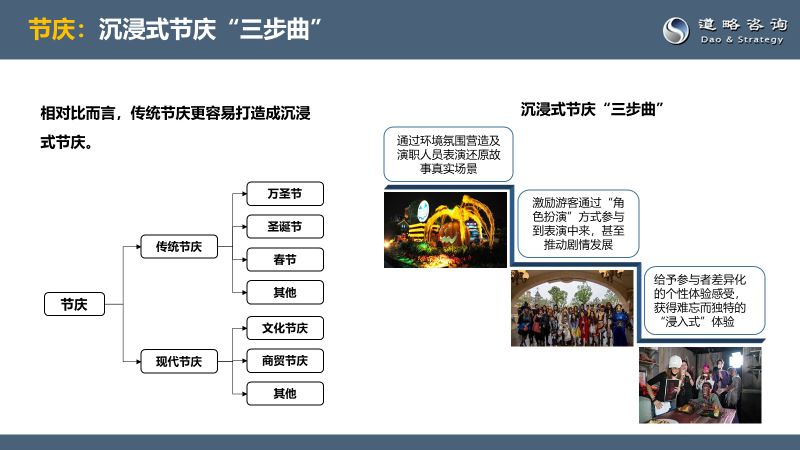 节庆：沉浸式节庆“三步曲”
道略咨询
Dao & Strategy
相对比而言，传统节庆更容易打造成沉浸
式节庆。
节庆
传统节庆
现代节庆
万圣节
圣诞节
春节
其他
文化节庆
商贸节庆
其他
沉浸式节庆“三步曲”
通过环境氛围营造及
演职人员表演还原故
事真实场景
激励游客通过“角
色扮演”方式参与
到表演中来，甚至
推动剧情发展
给予参与者差异化
的个性体验感受，
获得难忘而独特的
“浸入式”体验